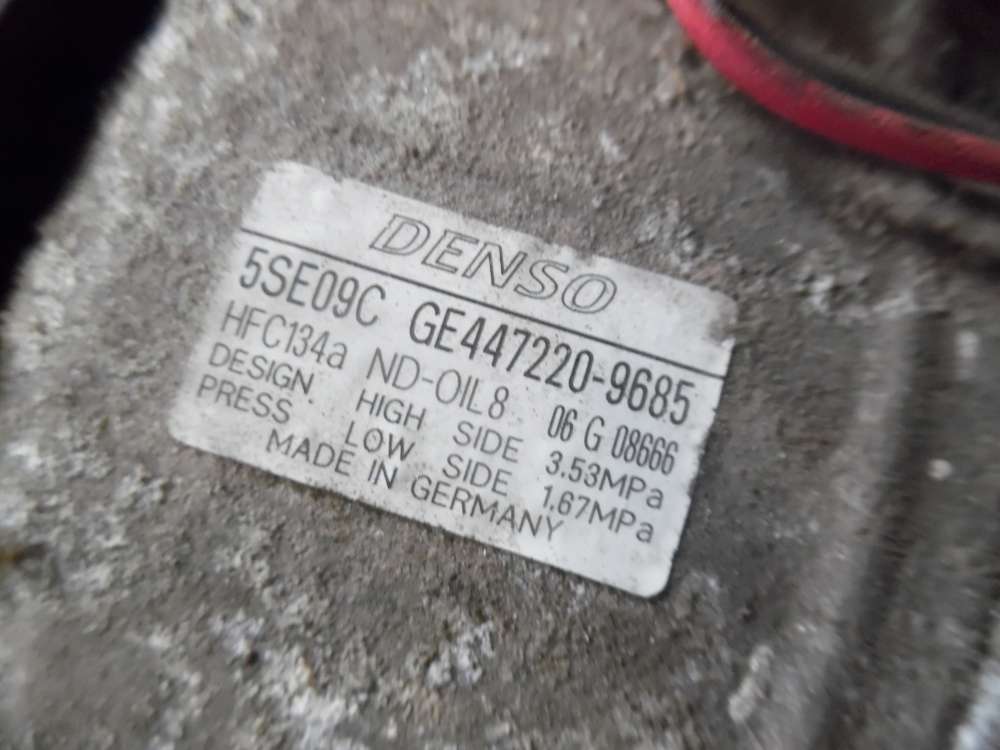 DENSO
5SE09C GE447220-9685
HFC134a ND-OIL8 06 G 08666
DESIGN. HIGH SIDE 3.53MPa
PRESS LOW SIDE 1.67MPa
MADE IN GERMANY